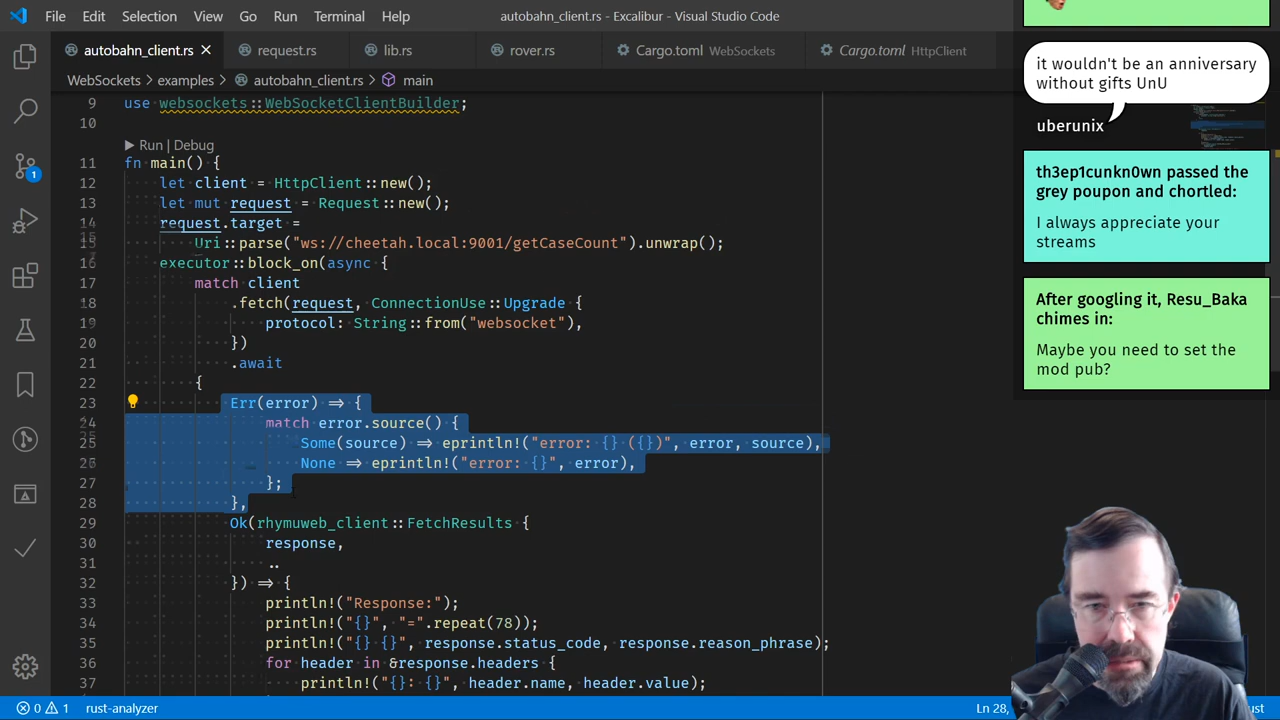 File Edit Selection View Go Run Terminal Help autobahn_client.rs - Excalibur - Visual Studio Code
autobahn_client.rs request.rs lib.rs rover.rs Cargo.toml WebSockets Cargo.toml HttpClient
WebSockets > examples > autobahn_client.rs > main
9 use websockets::WebSocketClientBuilder;
10
▶ Run | Debug
11 fn main() {
12 let client = HttpClient::new();
13 let mut request = Request::new();
14 request.target =
15 Uri::parse("ws://cheetah.local:9001/getCaseCount").unwrap();
16 executor::block_on(async {
17 match client
18 .fetch(request, ConnectionUse::Upgrade {
19 protocol: String::from("websocket"),
20 })
21 .await
22 {
23 Err(error) => {
24 match error.source() {
25 Some(source) => eprintln!("error: {} ({})", error, source),
26 None => eprintln!("error: {}", error),
27 };
28 },
29 Ok(rhymuweb_client::FetchResults {
30 response,
31 ..
32 }) => {
33 println!("Response:");
34 println!("{}", "=".repeat(78));
35 println!("{} {}", response.status_code, response.reason_phrase);
36 for header in &response.headers {
37 println!("{}: {}", header.name, header.value);
1
0 1 rust-analyzer Ln 28,
it wouldn't be an anniversary
without gifts UnU
uberunix
th3ep1cunkn0wn passed the
grey poupon and chortled:
I always appreciate your
streams
After googling it, Resu_Baka
chimes in:
Maybe you need to set the
mod pub?